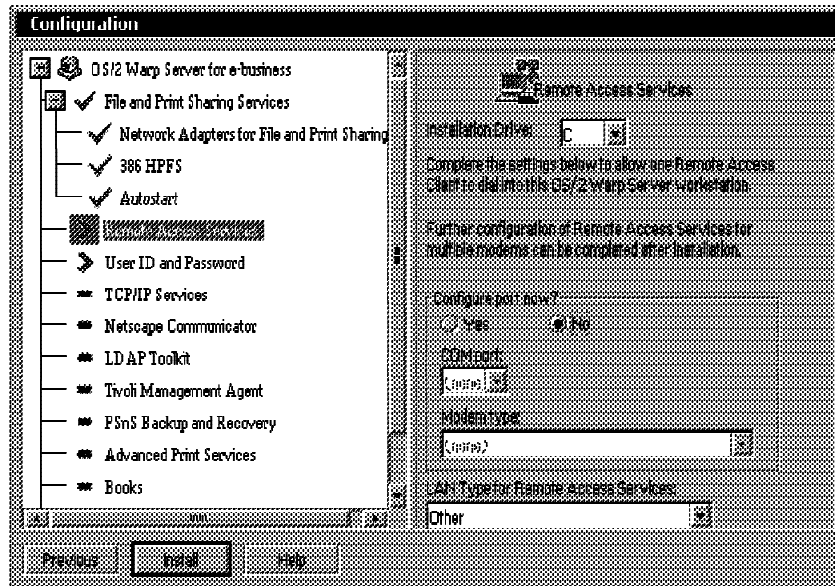 Configuration
OS/2 Warp Server for e-business
File and Print Sharing Services
Network Adapters for File and Print Sharing
386 HPFS
Autostart
User ID and Password
TCP/IP Services
Netscape Communicator
LDAP Toolkit
Tivoli Management Agent
PSnS Backup and Recovery
Advanced Print Services
Books
Remote Access Services
Installation Drive: C
Complete the settings below to allow one Remote Access
Client to dial into this OS/2 Warp Server workstation.
Further configuration of Remote Access Services for
multiple modems can be completed after installation.
Configure port now?
Yes No
COM port:
(none)
Modem type:
(none)
LAN Type for Remote Access Services:
Other
Previous Install Help